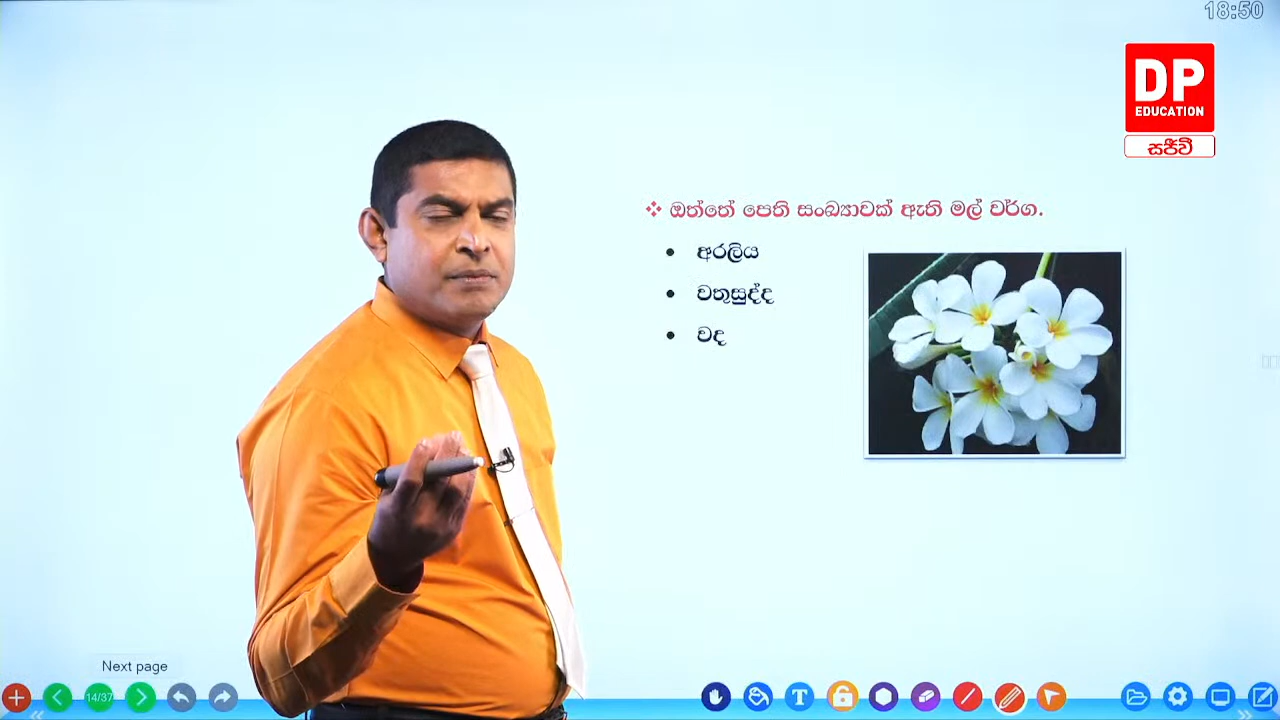 18:50
DP
EDUCATION
සජීවී
❖ ඔත්තේ පෙති සංඛ්‍යාවක් ඇති මල් වර්ග.
• අරලිය
• වතුසුද්ද
• වද
Next page
14/37